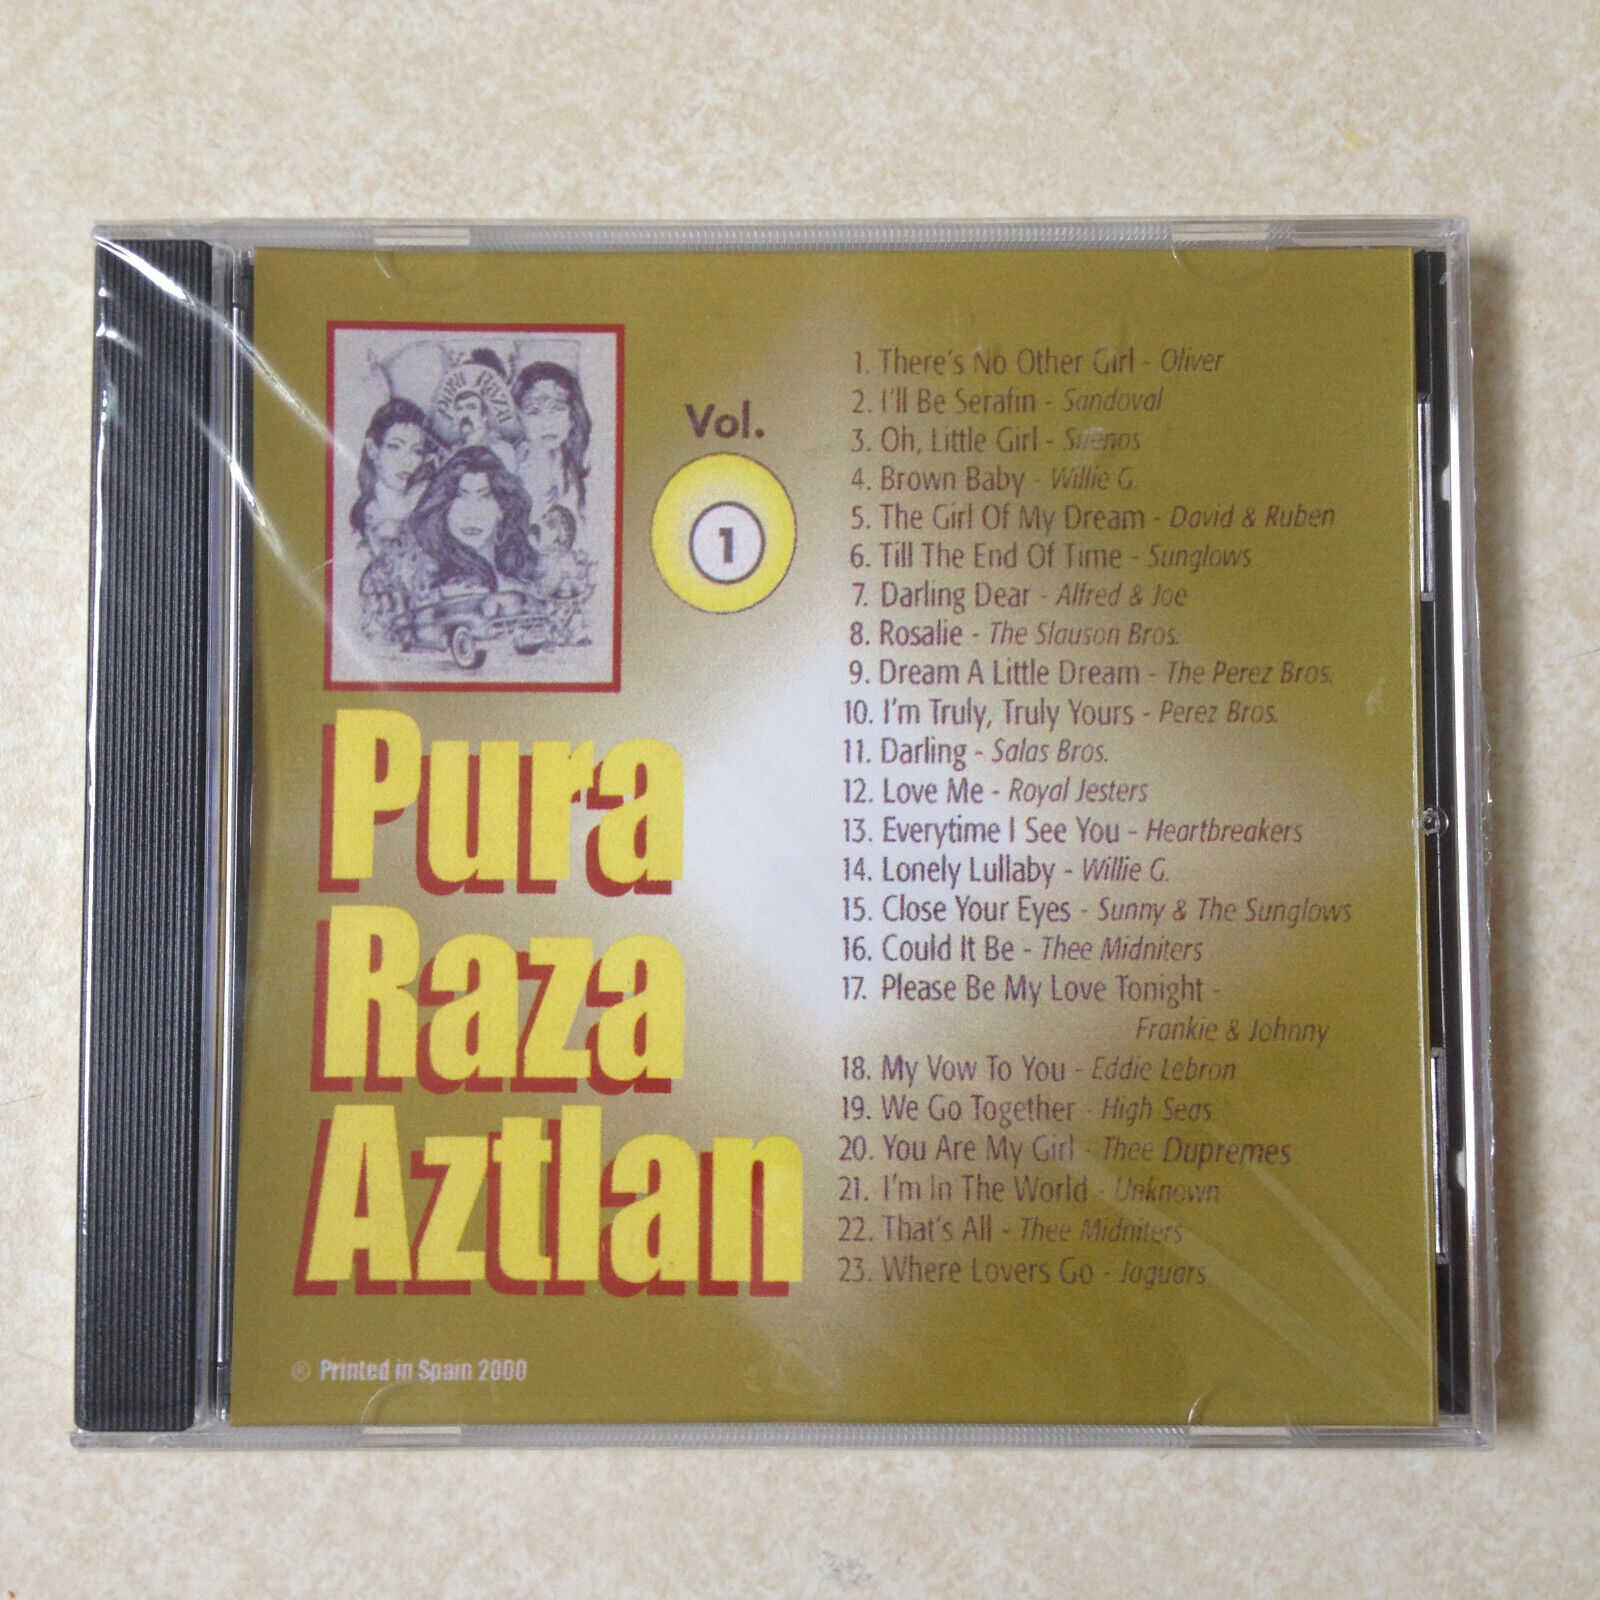 PURA RAZA!
Vol.
1
Pura
Raza
Aztlan
® Printed in Spain 2000
1. There's No Other Girl - Oliver
2. I'll Be Serafin - Sandoval
3. Oh, Little Girl - Suenos
4. Brown Baby - Willie G.
5. The Girl Of My Dream - David & Ruben
6. Till The End Of Time - Sunglows
7. Darling Dear - Alfred & Joe
8. Rosalie - The Slauson Bros.
9. Dream A Little Dream - The Perez Bros.
10. I'm Truly, Truly Yours - Perez Bros.
11. Darling - Salas Bros.
12. Love Me - Royal Jesters
13. Everytime I See You - Heartbreakers
14. Lonely Lullaby - Willie G.
15. Close Your Eyes - Sunny & The Sunglows
16. Could It Be - Thee Midniters
17. Please Be My Love Tonight -
Frankie & Johnny
18. My Vow To You - Eddie Lebron
19. We Go Together - High Seas
20. You Are My Girl - Thee Dupremes
21. I'm In The World - Unknown
22. That's All - Thee Midniters
23. Where Lovers Go - Jaguars